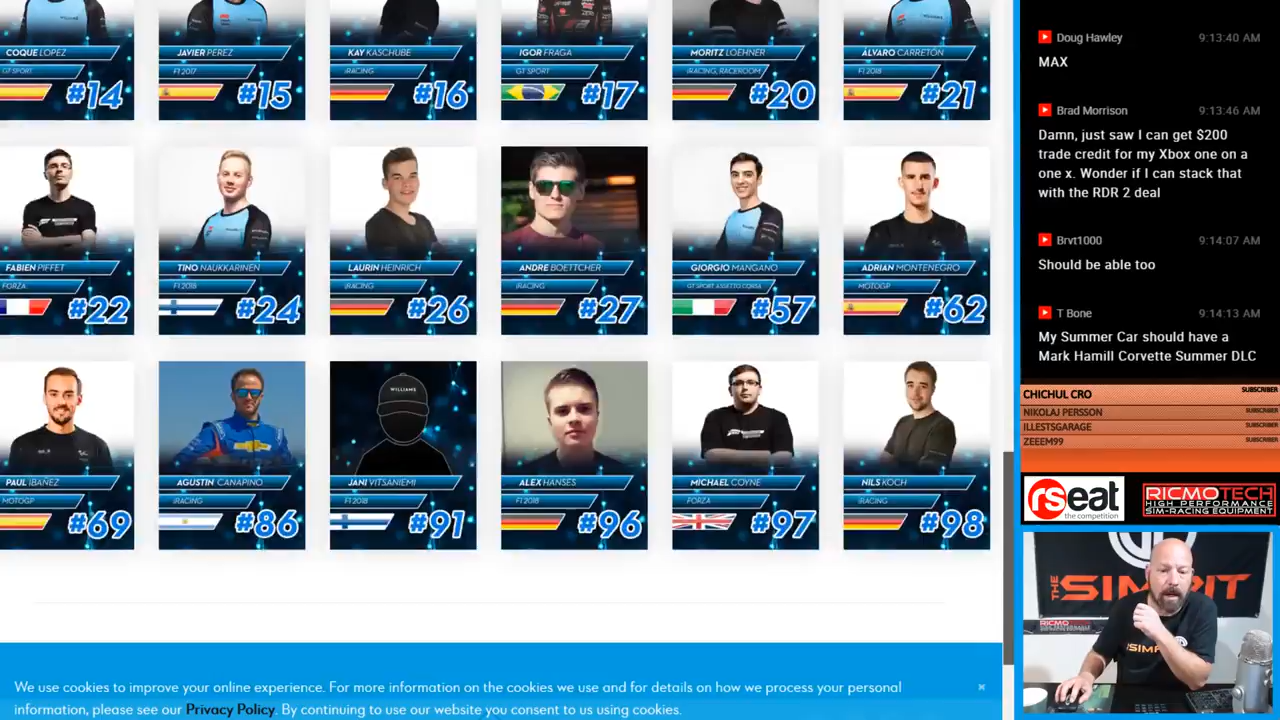 COQUE LOPEZ
GT SPORT
#14
JAVIER PEREZ
F1 2017
#15
KAY KASCHUBE
iRACING
#16
IGOR FRAGA
GT SPORT
#17
MORITZ LOEHNER
iRACING, RACEROOM
#20
ÁLVARO CARRETÓN
F1 2018
#21
FABIEN PIFFET
FORZA
#22
TINO NAUKKARINEN
F1 2018
#24
LAURIN HEINRICH
iRACING
#26
ANDRE BOETTCHER
iRACING
#27
GIORGIO MANGANO
GT SPORT ASSETTO CORSA
#57
ADRIAN MONTENEGRO
MOTOGP
#62
PAUL IBAÑEZ
MOTOGP
#69
AGUSTIN CANAPINO
iRACING
#86
WILLIAMS
JANI VITSANIEMI
F1 2018
#91
ALEX HANSES
F1 2018
#96
MICHAEL COYNE
FORZA
#97
NILS KOCH
iRACING
#98
We use cookies to improve your online experience. For more information on the cookies we use and for details on how we process your personal
information, please see our Privacy Policy. By continuing to use our website you consent to us using cookies.
×
Doug Hawley 9:13:40 AM
MAX
Brad Morrison 9:13:46 AM
Damn, just saw I can get $200
trade credit for my Xbox one on a
one x. Wonder if I can stack that
with the RDR 2 deal
Brvt1000 9:14:07 AM
Should be able too
T Bone 9:14:13 AM
My Summer Car should have a
Mark Hamill Corvette Summer DLC
CHICHUL CRO SUBSCRIBER
NIKOLAJ PERSSON SUBSCRIBER
ILLESTSGARAGE SUBSCRIBER
ZEEEM99 SUBSCRIBER
rseat
the competition
RICMOTECH
HIGH PERFORMANCE
SIM-RACING EQUIPMENT
THE SIMPIT
RICMOTECH
SIMPIT